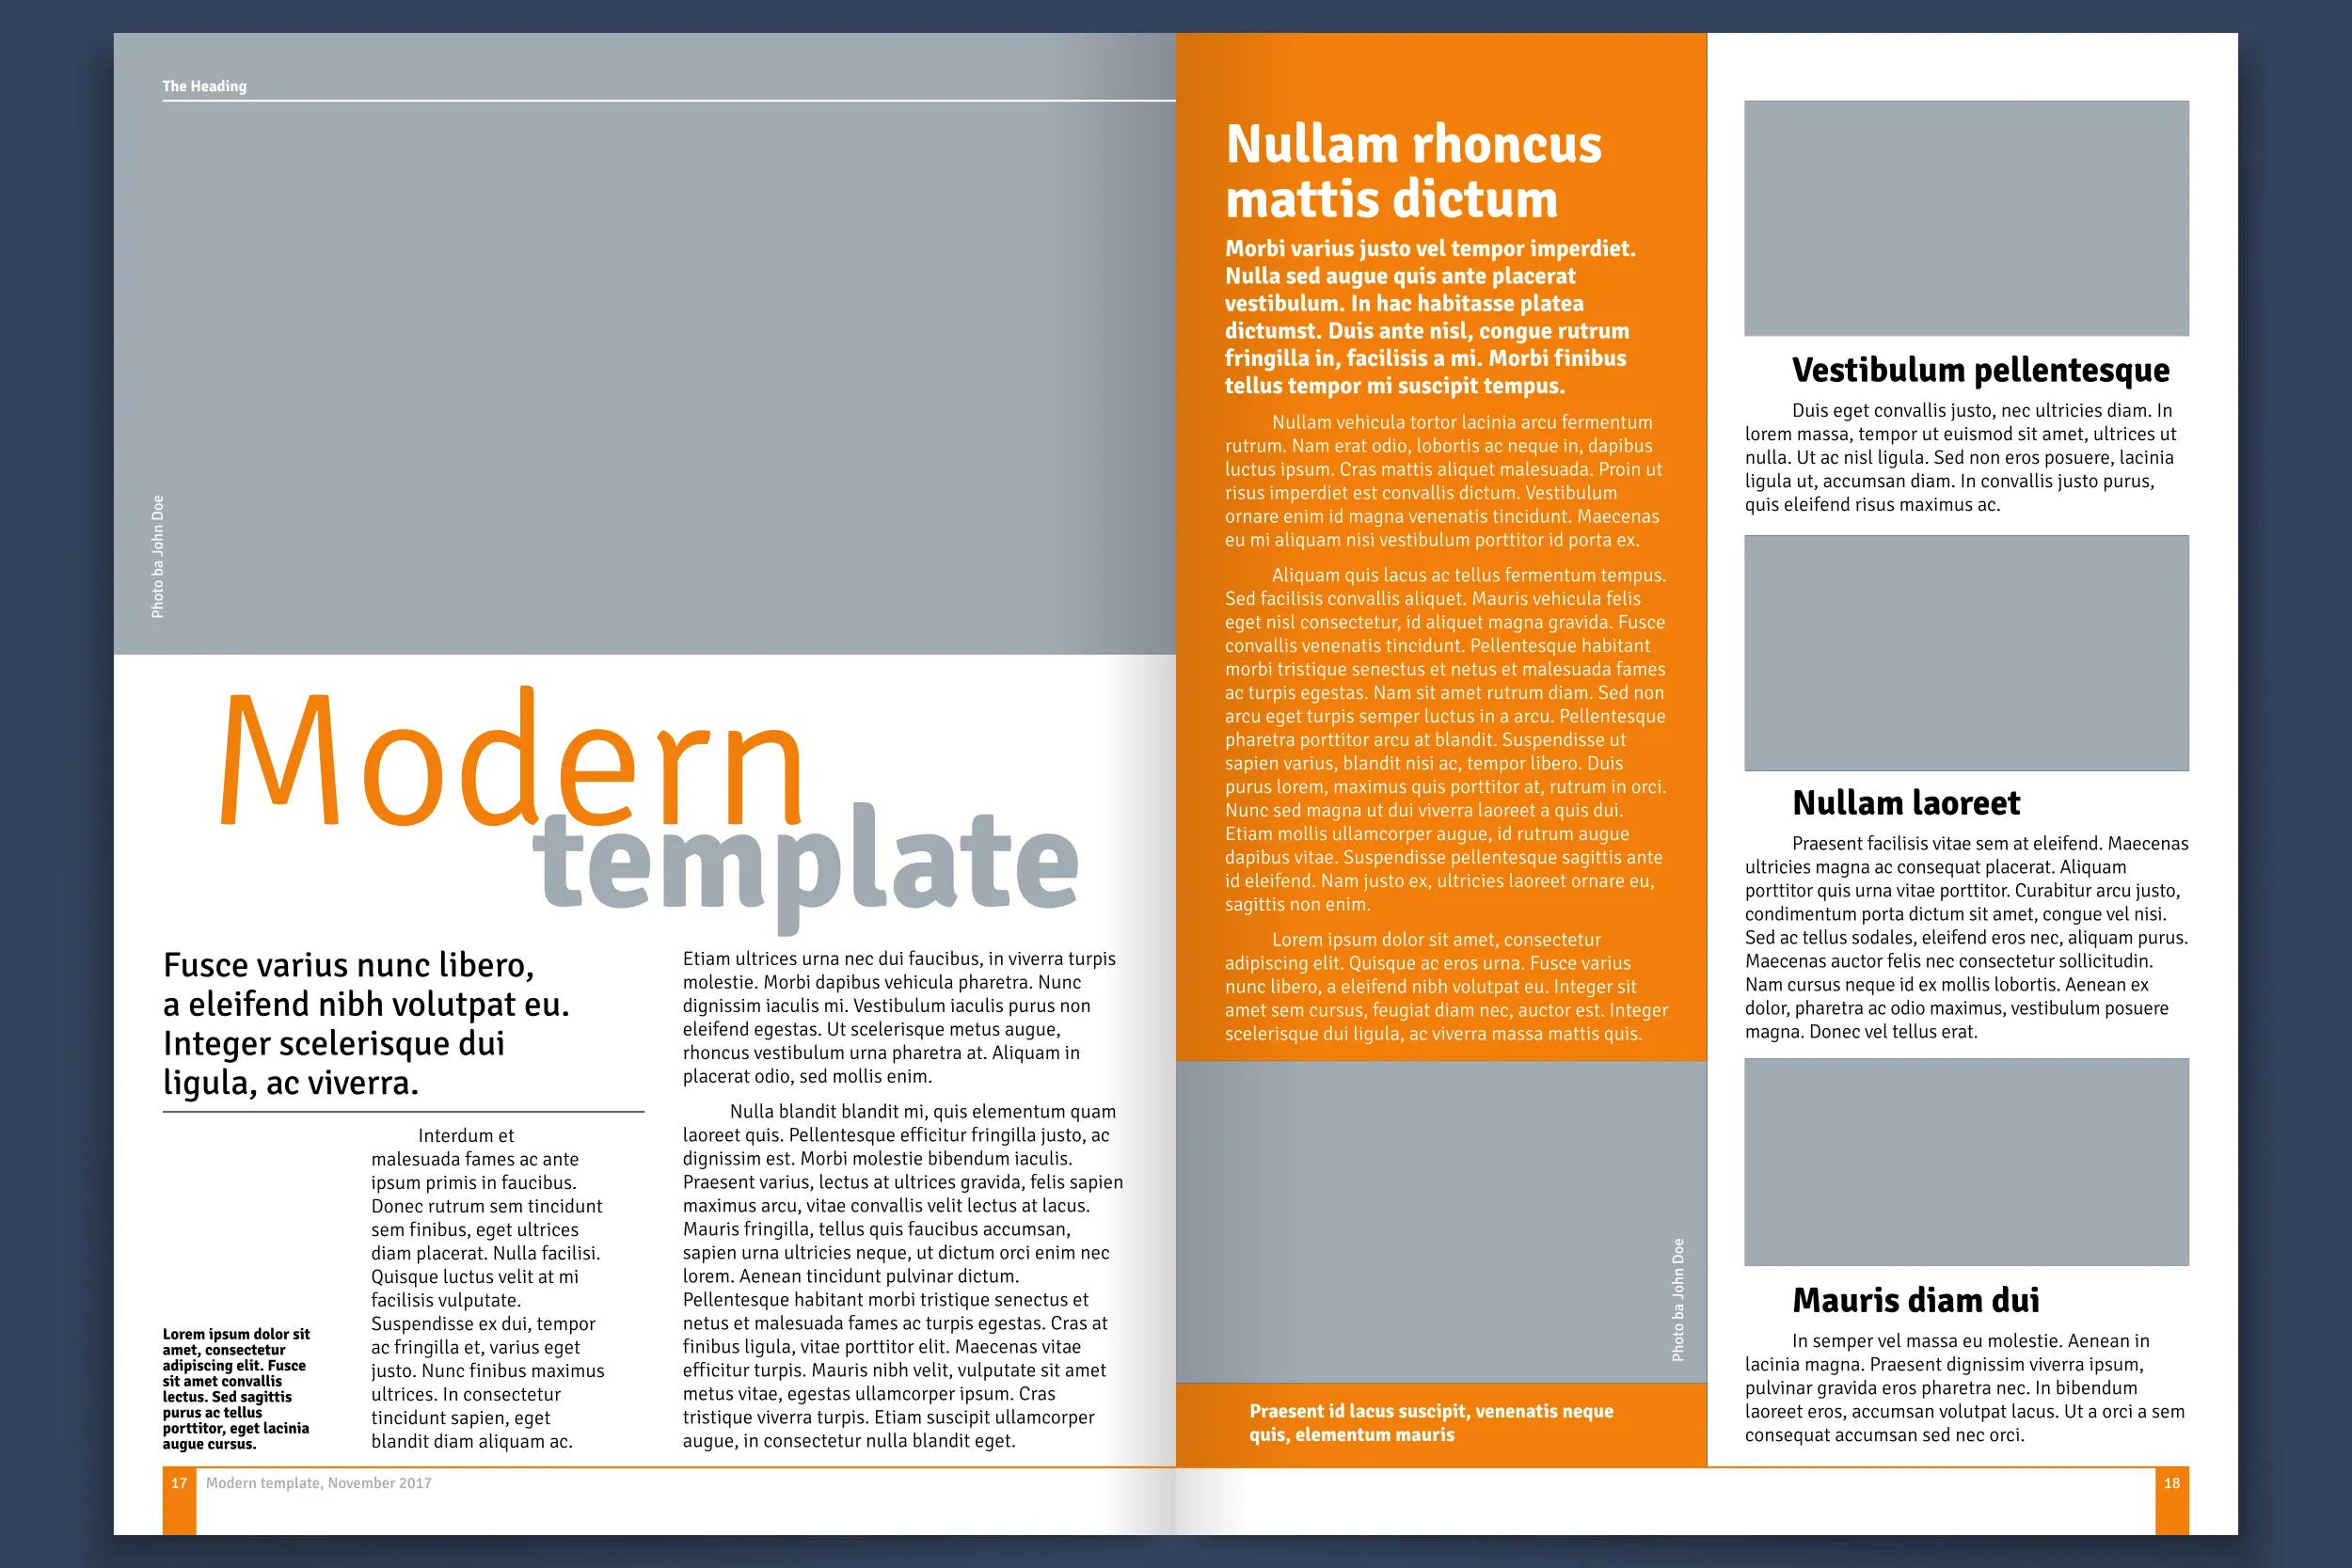 The Heading
Photo ba John Doe
Modern
template
Fusce varius nunc libero,
a eleifend nibh volutpat eu.
Integer scelerisque dui
ligula, ac viverra.
Lorem ipsum dolor sit
amet, consectetur
adipiscing elit. Fusce
sit amet convallis
lectus. Sed sagittis
purus ac tellus
porttitor, eget lacinia
augue cursus.
Interdum et
malesuada fames ac ante
ipsum primis in faucibus.
Donec rutrum sem tincidunt
sem finibus, eget ultrices
diam placerat. Nulla facilisi.
Quisque luctus velit at mi
facilisis vulputate.
Suspendisse ex dui, tempor
ac fringilla et, varius eget
justo. Nunc finibus maximus
ultrices. In consectetur
tincidunt sapien, eget
blandit diam aliquam ac.
Etiam ultrices urna nec dui faucibus, in viverra turpis
molestie. Morbi dapibus vehicula pharetra. Nunc
dignissim iaculis mi. Vestibulum iaculis purus non
eleifend egestas. Ut scelerisque metus augue,
rhoncus vestibulum urna pharetra at. Aliquam in
placerat odio, sed mollis enim.
Nulla blandit blandit mi, quis elementum quam
laoreet quis. Pellentesque efficitur fringilla justo, ac
dignissim est. Morbi molestie bibendum iaculis.
Praesent varius, lectus at ultrices gravida, felis sapien
maximus arcu, vitae convallis velit lectus at lacus.
Mauris fringilla, tellus quis faucibus accumsan,
sapien urna ultricies neque, ut dictum orci enim nec
lorem. Aenean tincidunt pulvinar dictum.
Pellentesque habitant morbi tristique senectus et
netus et malesuada fames ac turpis egestas. Cras at
finibus ligula, vitae porttitor elit. Maecenas vitae
efficitur turpis. Mauris nibh velit, vulputate sit amet
metus vitae, egestas ullamcorper ipsum. Cras
tristique viverra turpis. Etiam suscipit ullamcorper
augue, in consectetur nulla blandit eget.
17 Modern template, November 2017
Nullam rhoncus
mattis dictum
Morbi varius justo vel tempor imperdiet.
Nulla sed augue quis ante placerat
vestibulum. In hac habitasse platea
dictumst. Duis ante nisl, congue rutrum
fringilla in, facilisis a mi. Morbi finibus
tellus tempor mi suscipit tempus.
Nullam vehicula tortor lacinia arcu fermentum
rutrum. Nam erat odio, lobortis ac neque in, dapibus
luctus ipsum. Cras mattis aliquet malesuada. Proin ut
risus imperdiet est convallis dictum. Vestibulum
ornare enim id magna venenatis tincidunt. Maecenas
eu mi aliquam nisi vestibulum porttitor id porta ex.
Aliquam quis lacus ac tellus fermentum tempus.
Sed facilisis convallis aliquet. Mauris vehicula felis
eget nisl consectetur, id aliquet magna gravida. Fusce
convallis venenatis tincidunt. Pellentesque habitant
morbi tristique senectus et netus et malesuada fames
ac turpis egestas. Nam sit amet rutrum diam. Sed non
arcu eget turpis semper luctus in a arcu. Pellentesque
pharetra porttitor arcu at blandit. Suspendisse ut
sapien varius, blandit nisi ac, tempor libero. Duis
purus lorem, maximus quis porttitor at, rutrum in orci.
Nunc sed magna ut dui viverra laoreet a quis dui.
Etiam mollis ullamcorper augue, id rutrum augue
dapibus vitae. Suspendisse pellentesque sagittis ante
id eleifend. Nam justo ex, ultricies laoreet ornare eu,
sagittis non enim.
Lorem ipsum dolor sit amet, consectetur
adipiscing elit. Quisque ac eros urna. Fusce varius
nunc libero, a eleifend nibh volutpat eu. Integer sit
amet sem cursus, feugiat diam nec, auctor est. Integer
scelerisque dui ligula, ac viverra massa mattis quis.
Photo ba John Doe
Praesent id lacus suscipit, venenatis neque
quis, elementum mauris
Vestibulum pellentesque
Duis eget convallis justo, nec ultricies diam. In
lorem massa, tempor ut euismod sit amet, ultrices ut
nulla. Ut ac nisl ligula. Sed non eros posuere, lacinia
ligula ut, accumsan diam. In convallis justo purus,
quis eleifend risus maximus ac.
Nullam laoreet
Praesent facilisis vitae sem at eleifend. Maecenas
ultricies magna ac consequat placerat. Aliquam
porttitor quis urna vitae porttitor. Curabitur arcu justo,
condimentum porta dictum sit amet, congue vel nisi.
Sed ac tellus sodales, eleifend eros nec, aliquam purus.
Maecenas auctor felis nec consectetur sollicitudin.
Nam cursus neque id ex mollis lobortis. Aenean ex
dolor, pharetra ac odio maximus, vestibulum posuere
magna. Donec vel tellus erat.
Mauris diam dui
In semper vel massa eu molestie. Aenean in
lacinia magna. Praesent dignissim viverra ipsum,
pulvinar gravida eros pharetra nec. In bibendum
laoreet eros, accumsan volutpat lacus. Ut a orci a sem
consequat accumsan sed nec orci.
18